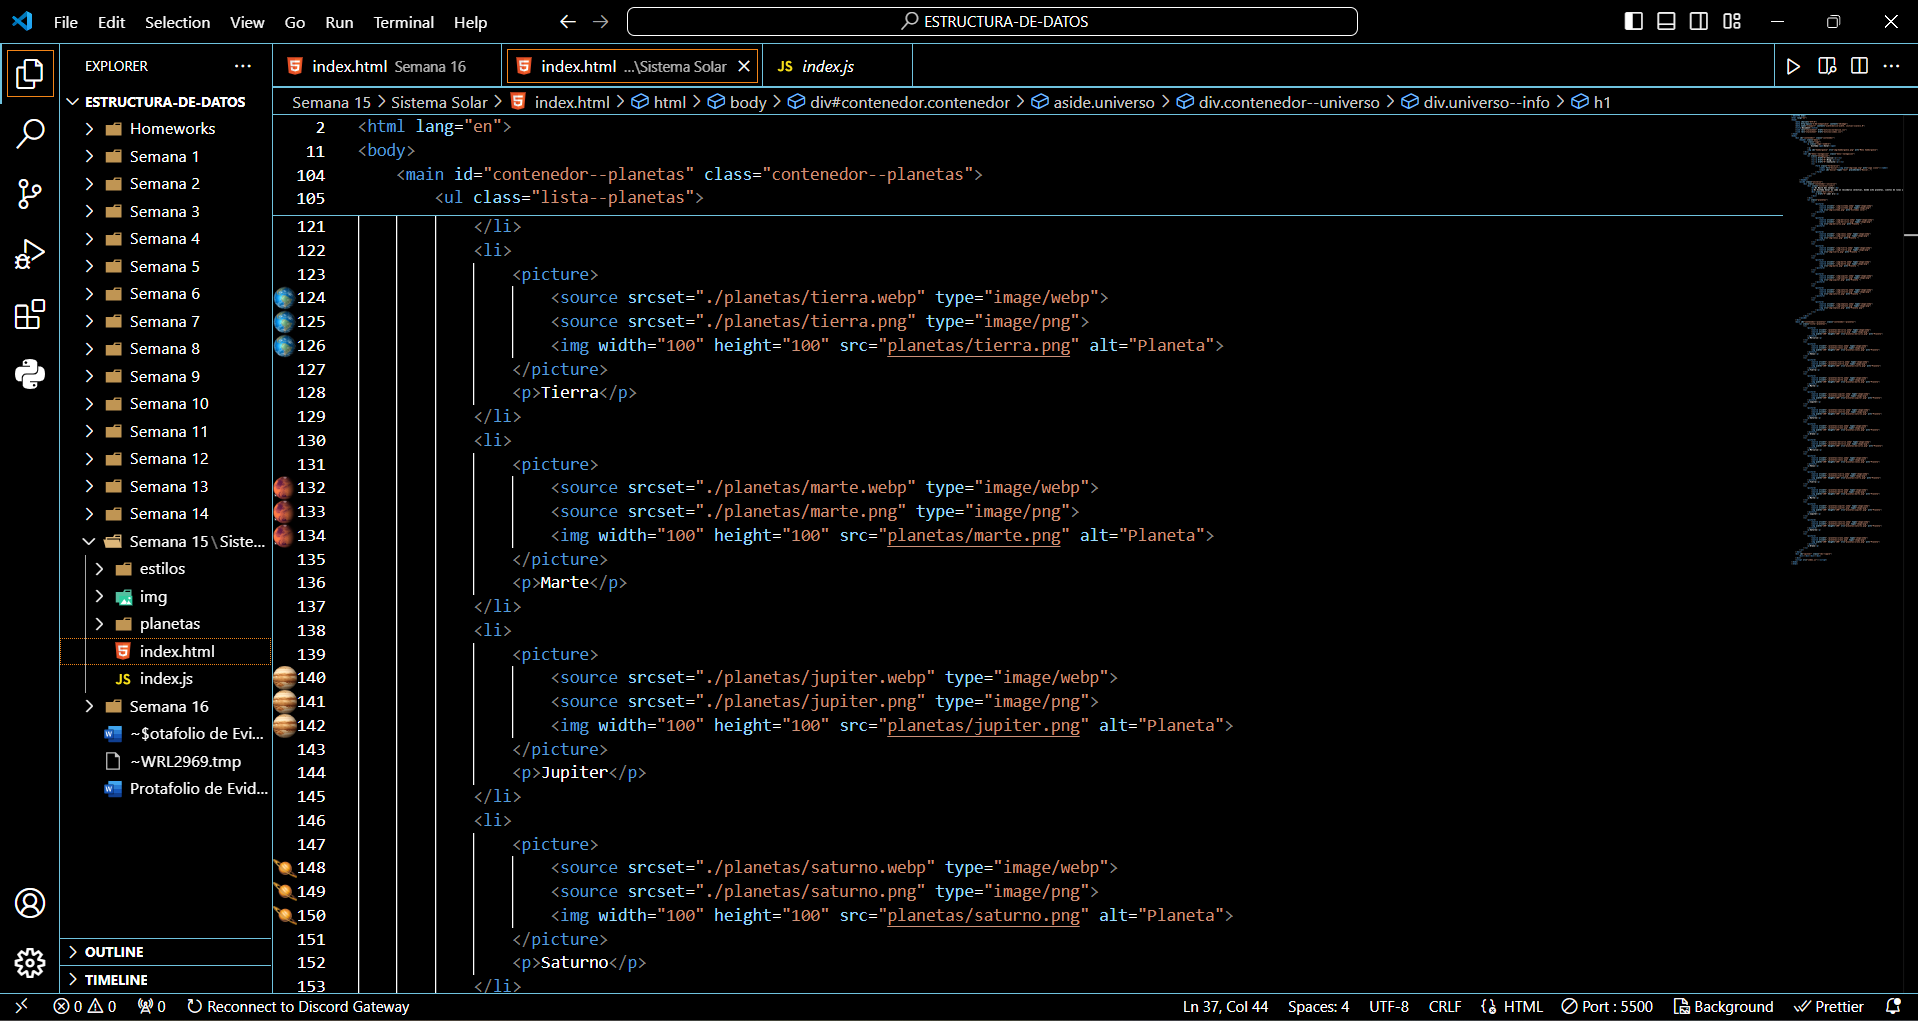 File Edit Selection View Go Run Terminal Help
ESTRUCTURA-DE-DATOS
EXPLORER
ESTRUCTURA-DE-DATOS
Homeworks
Semana 1
Semana 2
Semana 3
Semana 4
Semana 5
Semana 6
Semana 7
Semana 8
Semana 9
Semana 10
Semana 11
Semana 12
Semana 13
Semana 14
Semana 15\Siste...
estilos
img
planetas
index.html
JS index.js
Semana 16
~$otafolio de Evi...
~WRL2969.tmp
Protafolio de Evid...
OUTLINE
TIMELINE
index.html Semana 16
index.html ...\Sistema Solar
JS index.js
Semana 15 > Sistema Solar > index.html > html > body > div#contenedor.contenedor > aside.universo > div.contenedor--universo > div.universo--info > h1
2 <html lang="en">
11 <body>
104 <main id="contenedor--planetas" class="contenedor--planetas">
105 <ul class="lista--planetas">
121 </li>
122 <li>
123 <picture>
124 <source srcset="./planetas/tierra.webp" type="image/webp">
125 <source srcset="./planetas/tierra.png" type="image/png">
126 <img width="100" height="100" src="planetas/tierra.png" alt="Planeta">
127 </picture>
128 <p>Tierra</p>
129 </li>
130 <li>
131 <picture>
132 <source srcset="./planetas/marte.webp" type="image/webp">
133 <source srcset="./planetas/marte.png" type="image/png">
134 <img width="100" height="100" src="planetas/marte.png" alt="Planeta">
135 </picture>
136 <p>Marte</p>
137 </li>
138 <li>
139 <picture>
140 <source srcset="./planetas/jupiter.webp" type="image/webp">
141 <source srcset="./planetas/jupiter.png" type="image/png">
142 <img width="100" height="100" src="planetas/jupiter.png" alt="Planeta">
143 </picture>
144 <p>Jupiter</p>
145 </li>
146 <li>
147 <picture>
148 <source srcset="./planetas/saturno.webp" type="image/webp">
149 <source srcset="./planetas/saturno.png" type="image/png">
150 <img width="100" height="100" src="planetas/saturno.png" alt="Planeta">
151 </picture>
152 <p>Saturno</p>
153 </li>
0 0 0 Reconnect to Discord Gateway Ln 37, Col 44 Spaces: 4 UTF-8 CRLF HTML Port : 5500 Background Prettier